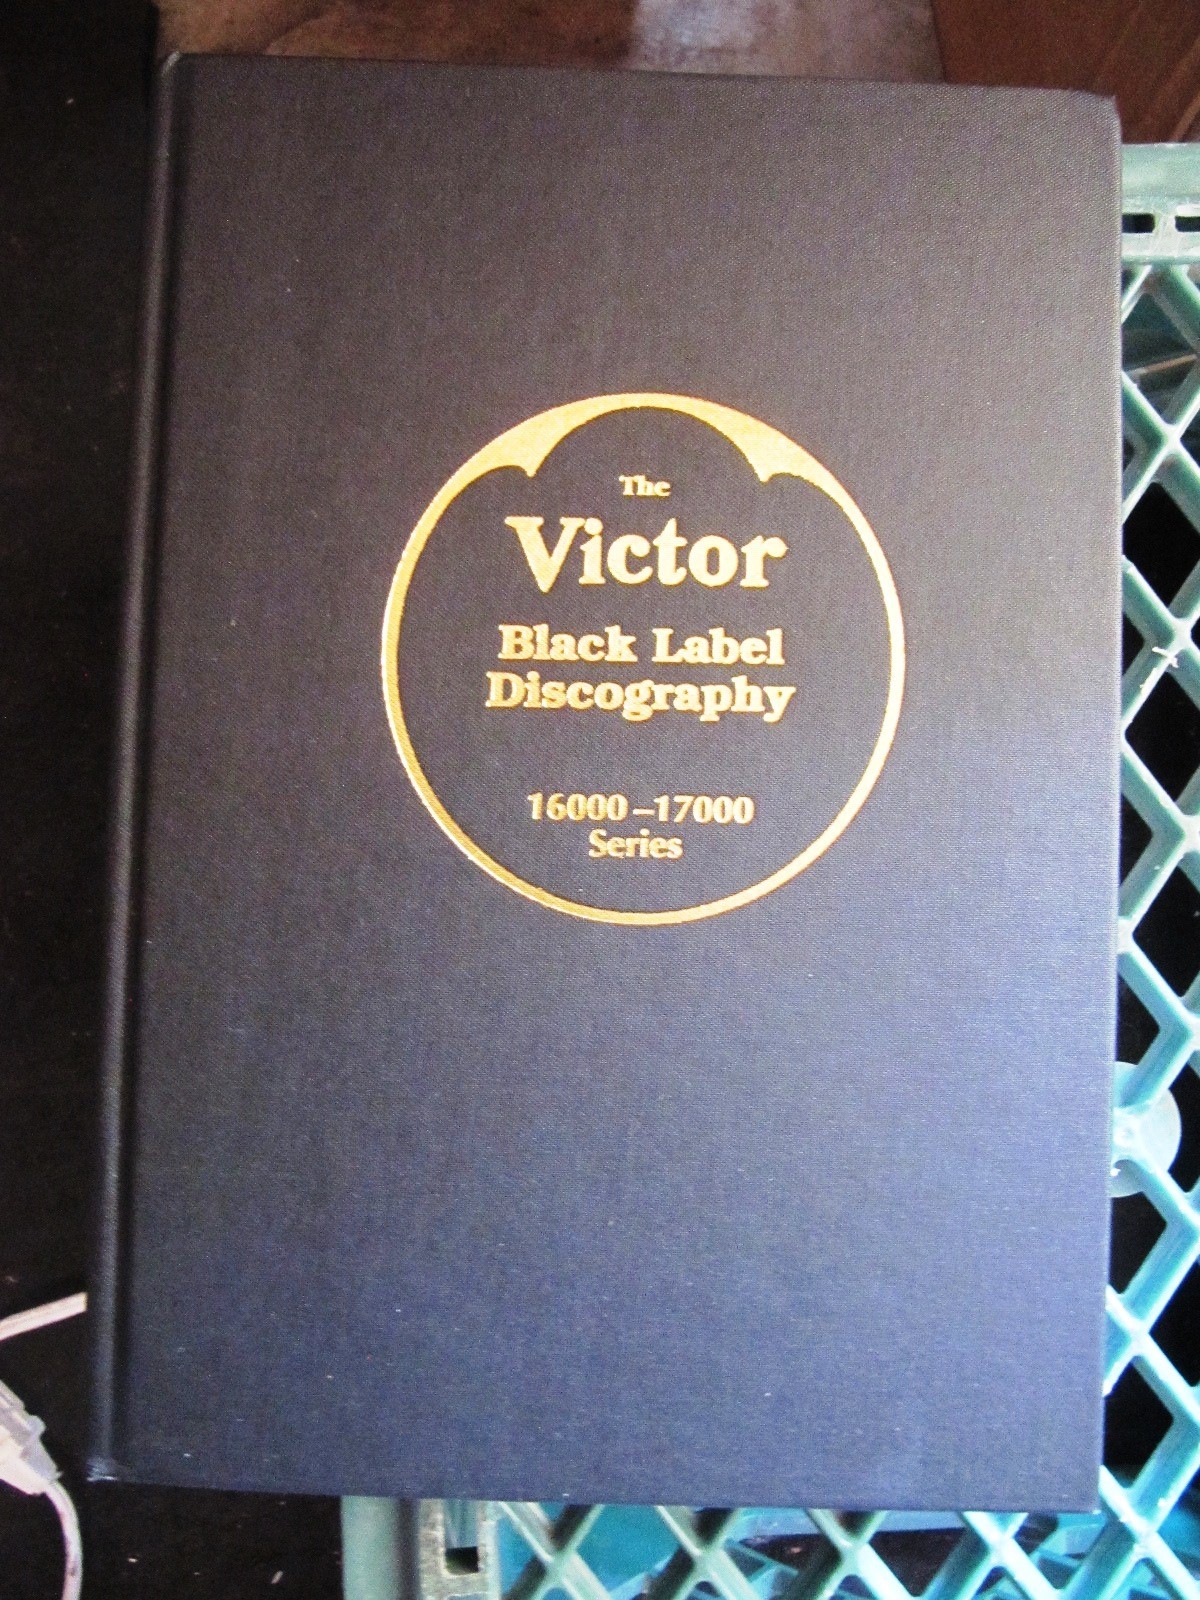 The
Victor
Black Label
Discography
16000–17000
Series